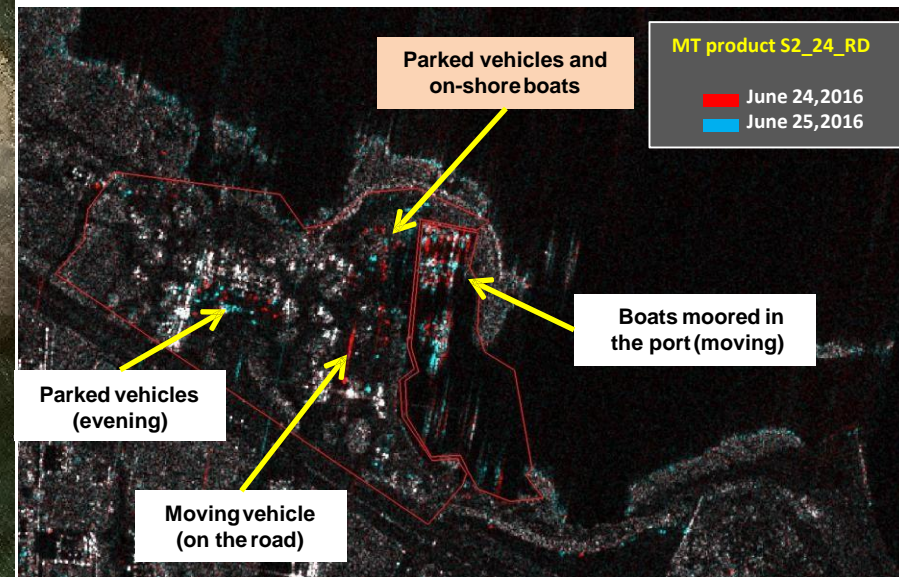 MT product S2_24_RD
June 24,2016
June 25,2016
Parked vehicles and
on-shore boats
Boats moored in
the port (moving)
Parked vehicles
(evening)
Moving vehicle
(on the road)